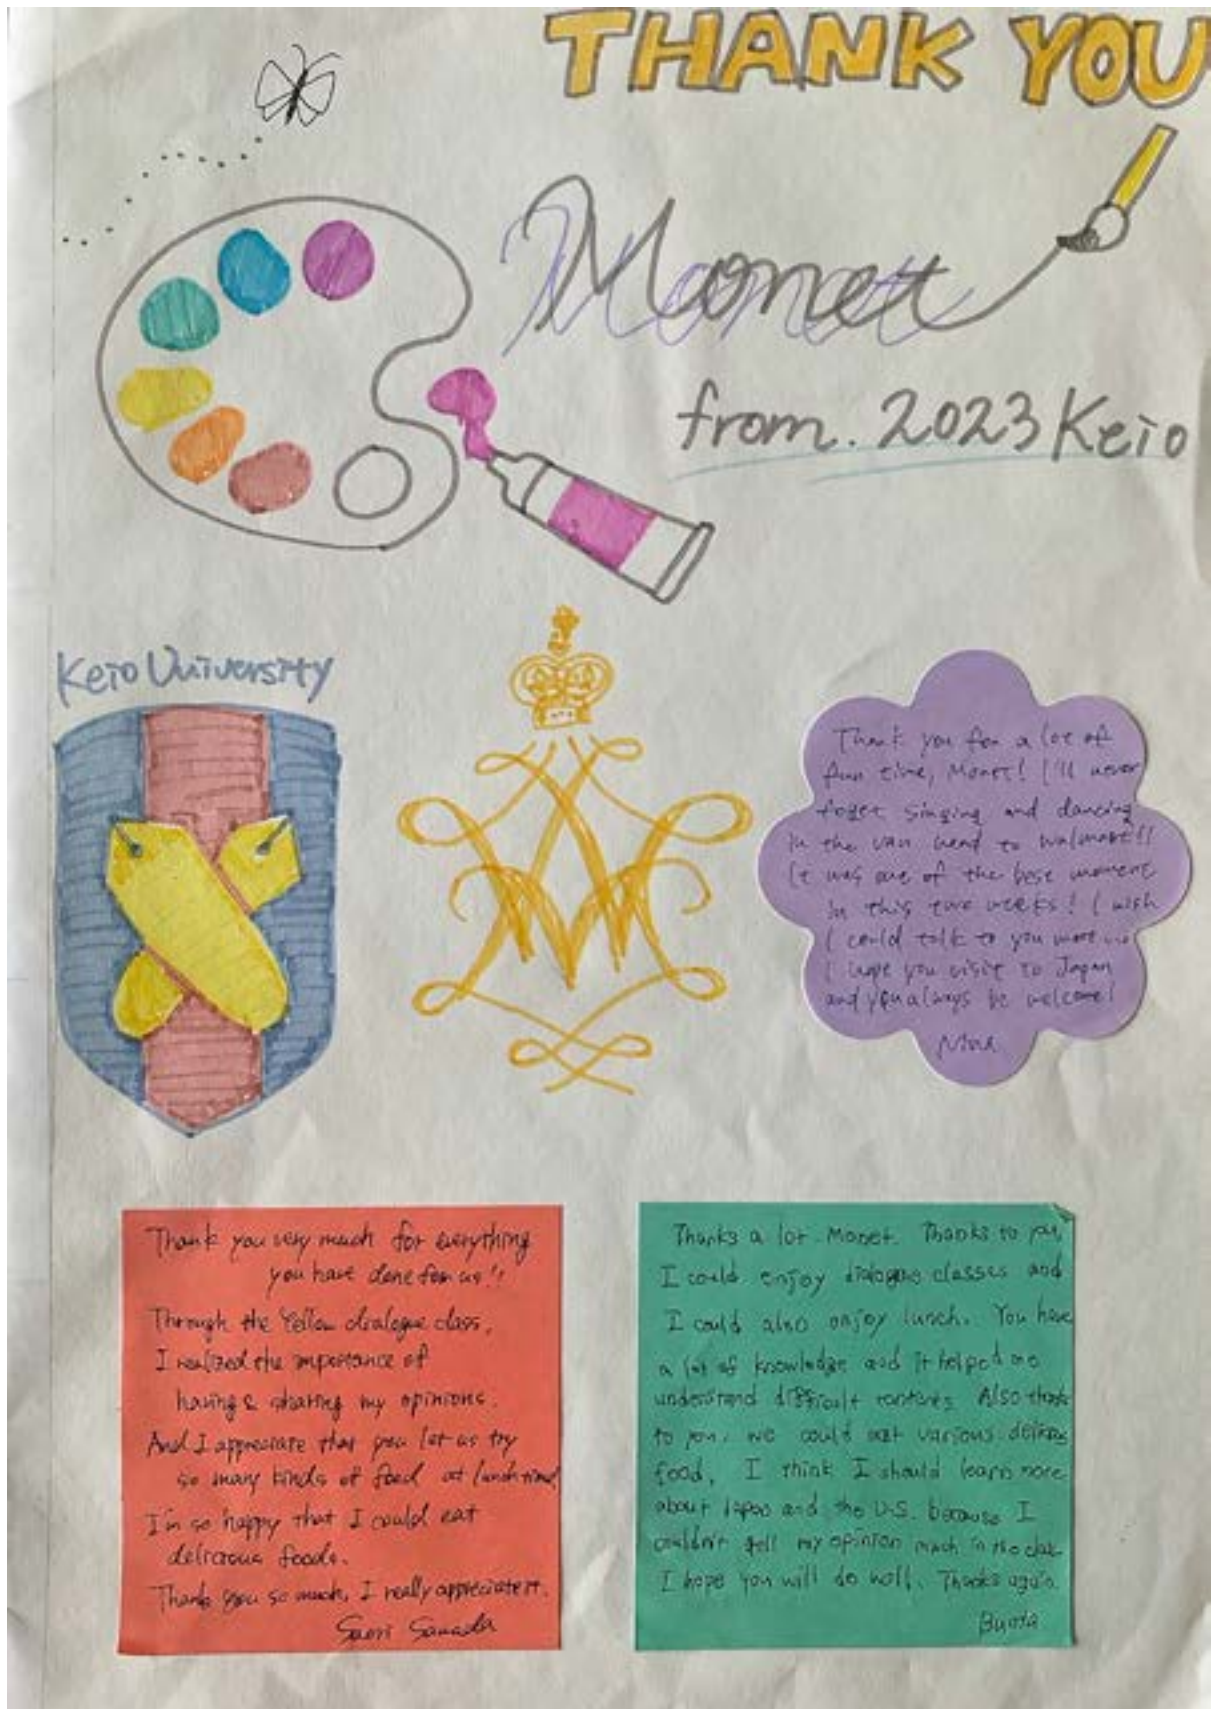 THANK YOU
Monet
from. 2023 Keio
Keio University
Thank you for a lot of
fun time, Monet! I'll never
foget singing and dancing
in the van head to Walmart!!
It was one of the best moment
in this two weeks! I wish
I could talk to you more
I hope you visit to Japan
and you always be welcome!
Thank you very much for everything
you have done for us!!
Through the Yellow dialogue class,
I realized the importance of
having & sharing my opinions.
And I appreciate that you let us try
so many kinds of food at lunch time!
I'm so happy that I could eat
delicious foods.
Thank you so much, I really appreciate it.
Saori
Thanks a lot Monet. Thanks to you,
I could enjoy dialogue classes and
I could also enjoy lunch. You have
a lot of knowledge and it helped me
understand difficult contents. Also thanks
to you, we could eat various delicious
food. I think I should learn more
about Japan and the U.S. because I
couldn't tell my opinion much in the class
I hope you will do well. Thanks again.
Bunta